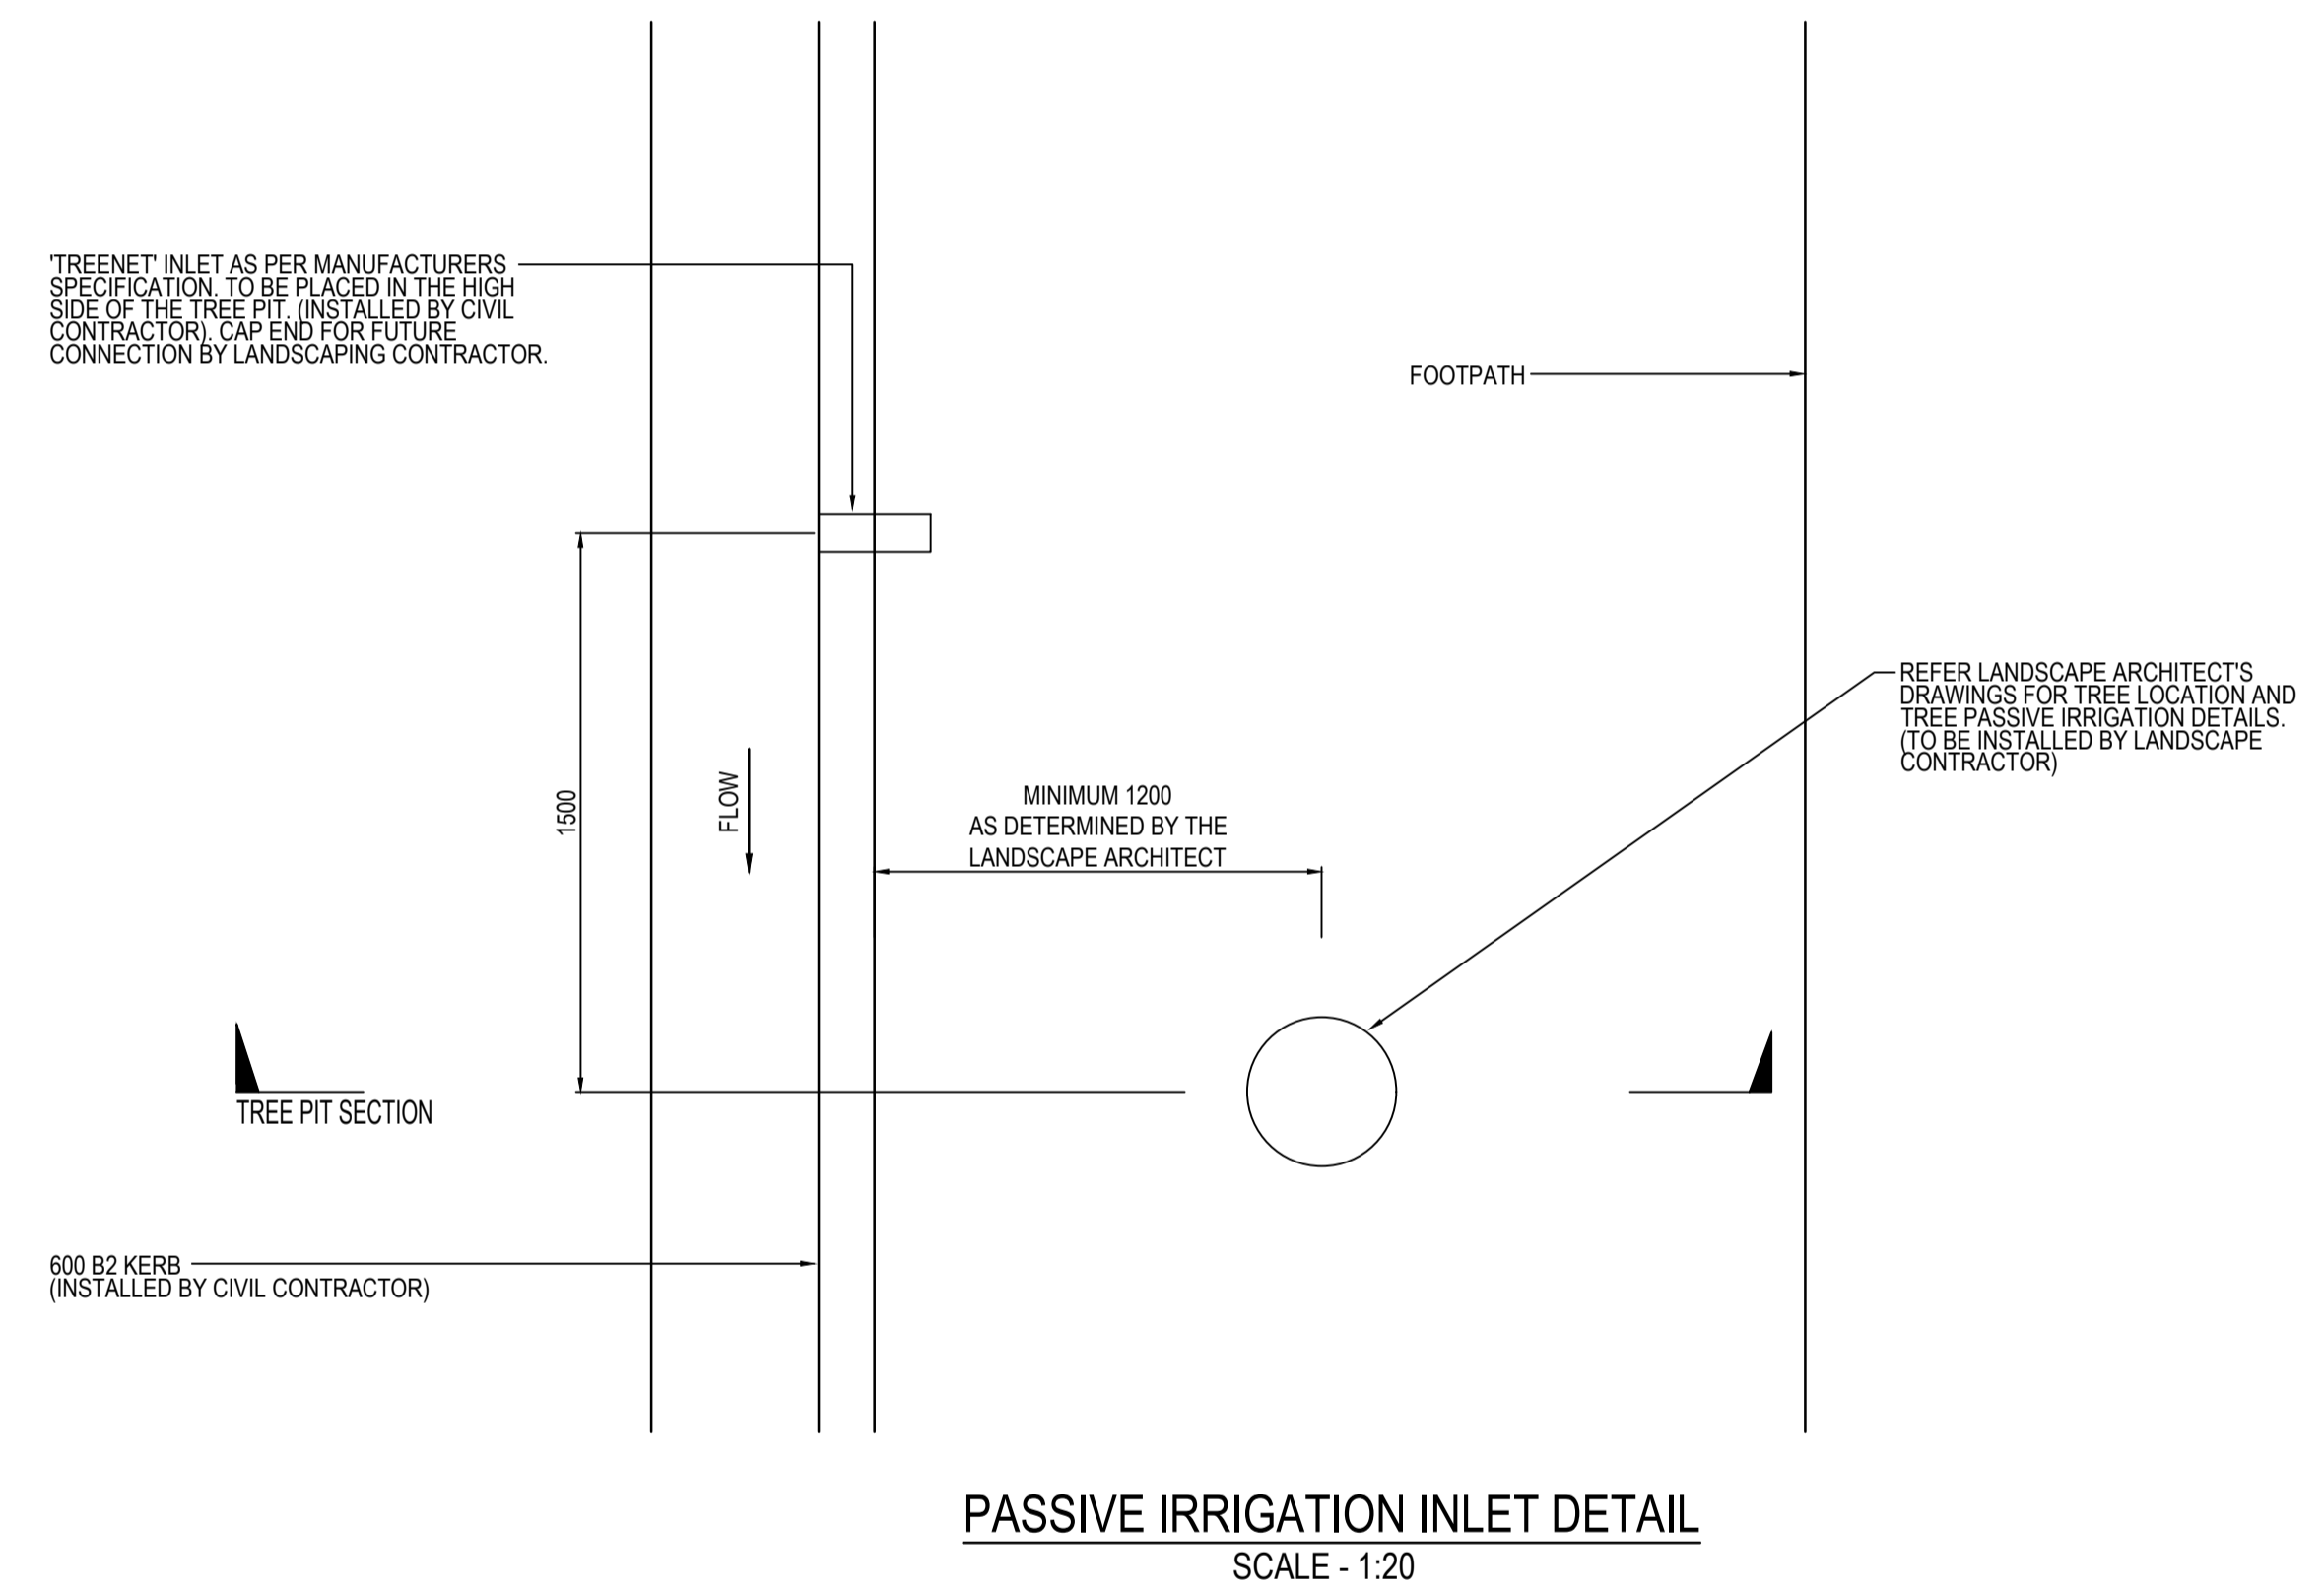 'TREENET' INLET AS PER MANUFACTURERS
SPECIFICATION. TO BE PLACED IN THE HIGH
SIDE OF THE TREE PIT. (INSTALLED BY CIVIL
CONTRACTOR). CAP END FOR FUTURE
CONNECTION BY LANDSCAPING CONTRACTOR.
FOOTPATH
REFER LANDSCAPE ARCHITECT'S
DRAWINGS FOR TREE LOCATION AND
TREE PASSIVE IRRIGATION DETAILS.
(TO BE INSTALLED BY LANDSCAPE
CONTRACTOR)
1500
FLOW
MINIMUM 1200
AS DETERMINED BY THE
LANDSCAPE ARCHITECT
TREE PIT SECTION
600 B2 KERB
(INSTALLED BY CIVIL CONTRACTOR)
PASSIVE IRRIGATION INLET DETAIL
SCALE - 1:20